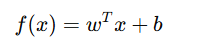 f(x) = w^T x + b